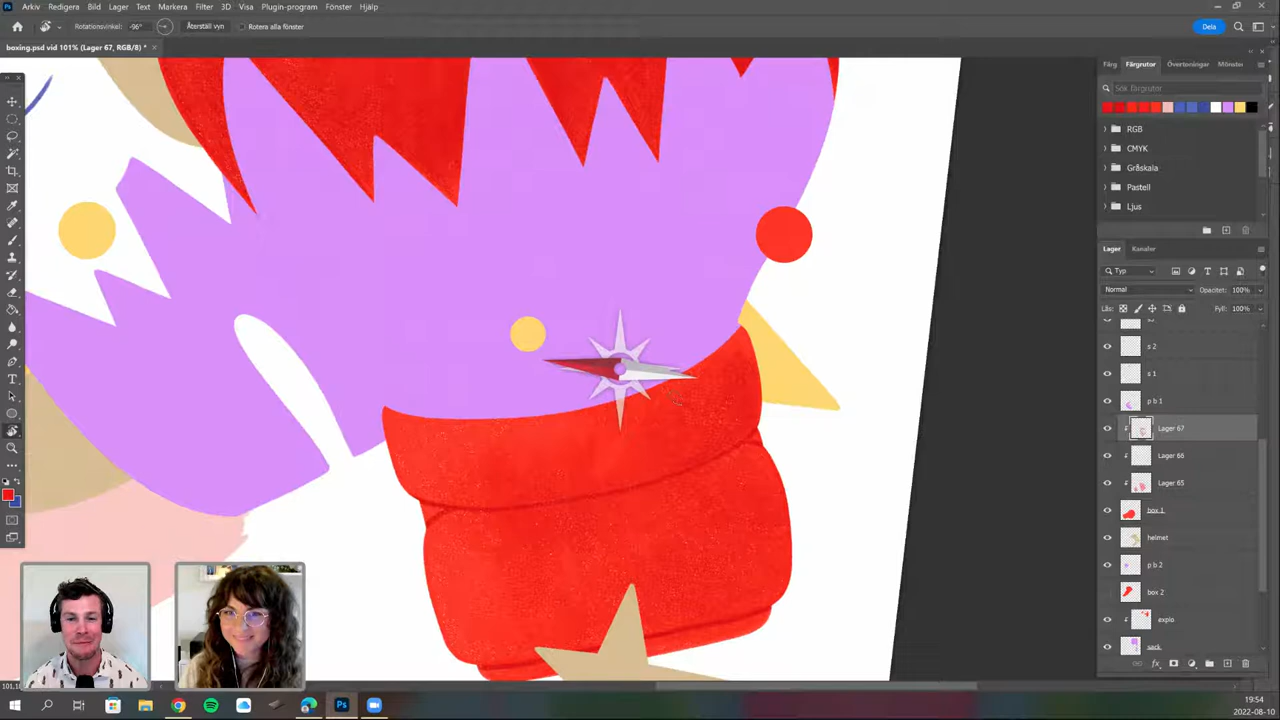 Ps Arkiv Redigera Bild Lager Text Markera Filter 3D Visa Plugin-program Fönster Hjälp
Rotationsvinkel: -96° Återställ vyn Rotera alla fönster Dela
boxing.psd vid 101% (Lager 67, RGB/8) * ×
Färg Färgrutor Övertoningar Mönster
Sök färgrutor
RGB
CMYK
Gråskala
Pastell
Ljus
Lager Kanaler
Typ
Normal Opacitet: 100%
Lås: Fyll: 100%
s 2
s 1
p b 1
Lager 67
Lager 66
Lager 65
box 1
helmet
p b 2
box 2
explo
sack
fx
Ps
19:54
2022-08-10